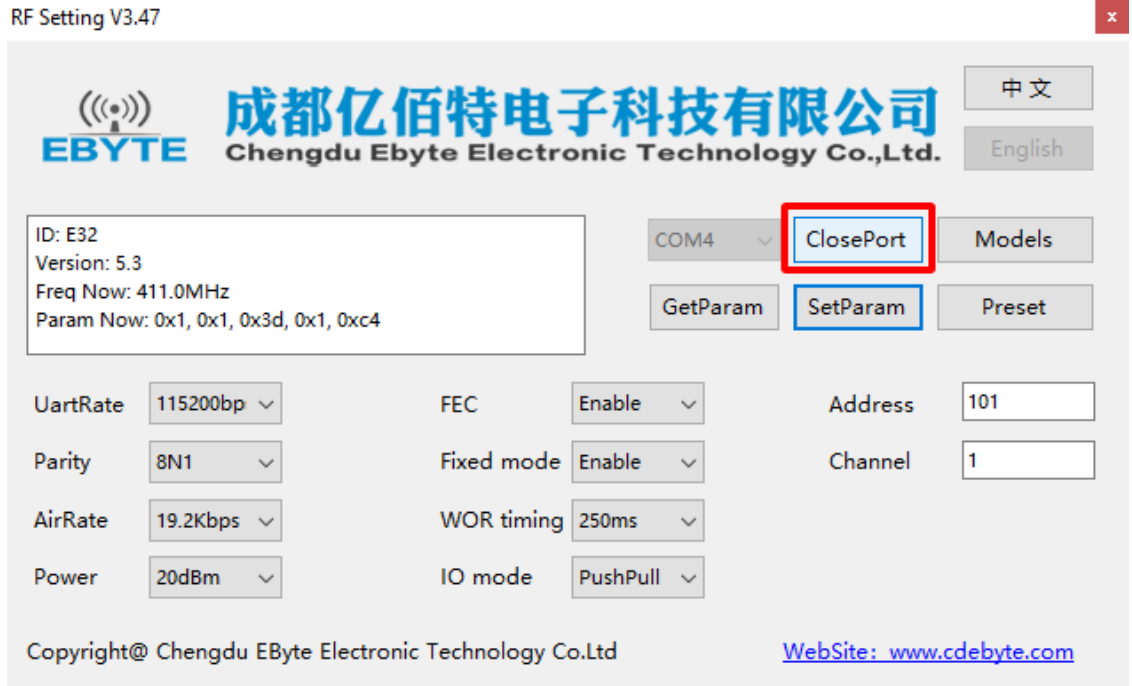 RF Setting V3.47
x
EBYTE
成都亿佰特电子科技有限公司
Chengdu Ebyte Electronic Technology Co.,Ltd.
中文
English
ID: E32
Version: 5.3
Freq Now: 411.0MHz
Param Now: 0x1, 0x1, 0x3d, 0x1, 0xc4
COM4 ClosePort Models
GetParam SetParam Preset
UartRate 115200bp FEC Enable Address 101
Parity 8N1 Fixed mode Enable Channel 1
AirRate 19.2Kbps WOR timing 250ms
Power 20dBm IO mode PushPull
Copyright@ Chengdu EByte Electronic Technology Co.Ltd WebSite: www.cdebyte.com